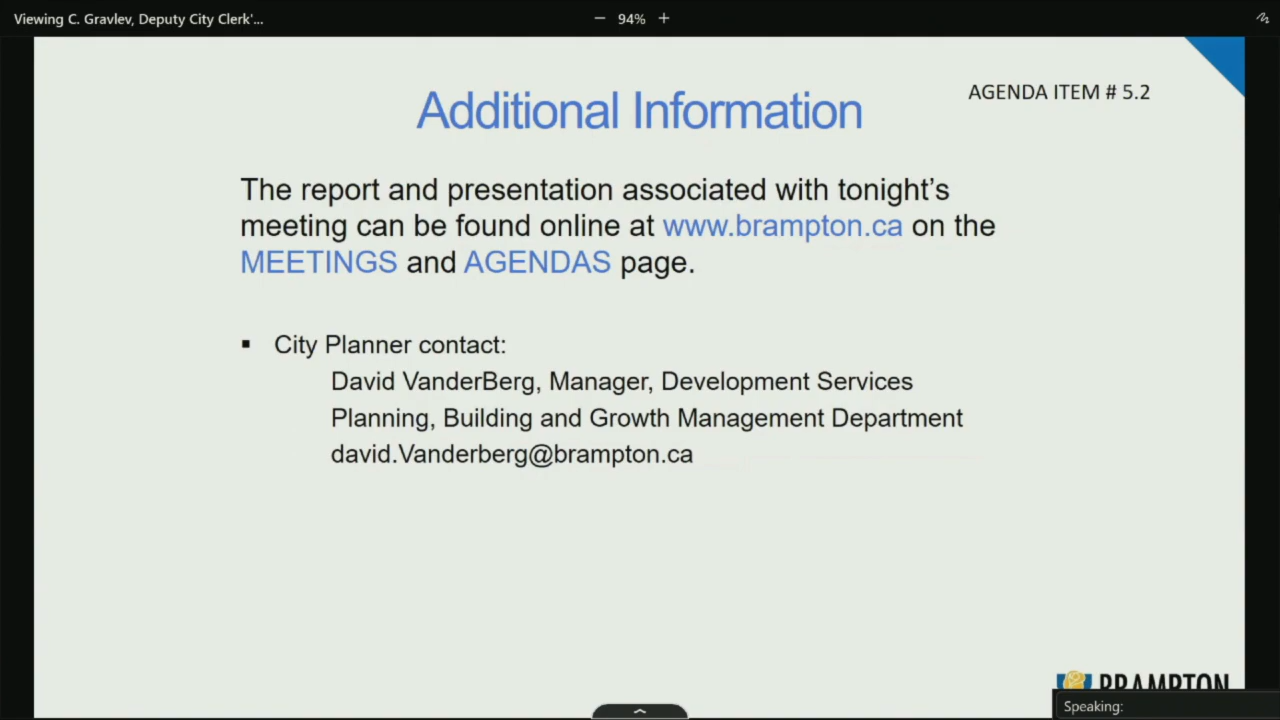 Viewing C. Gravlev, Deputy City Clerk'...
94%
AGENDA ITEM # 5.2
Additional Information
The report and presentation associated with tonight's
meeting can be found online at www.brampton.ca on the
MEETINGS and AGENDAS page.
City Planner contact:
David VanderBerg, Manager, Development Services
Planning, Building and Growth Management Department
david.Vanderberg@brampton.ca
BRAMPTON
Speaking: